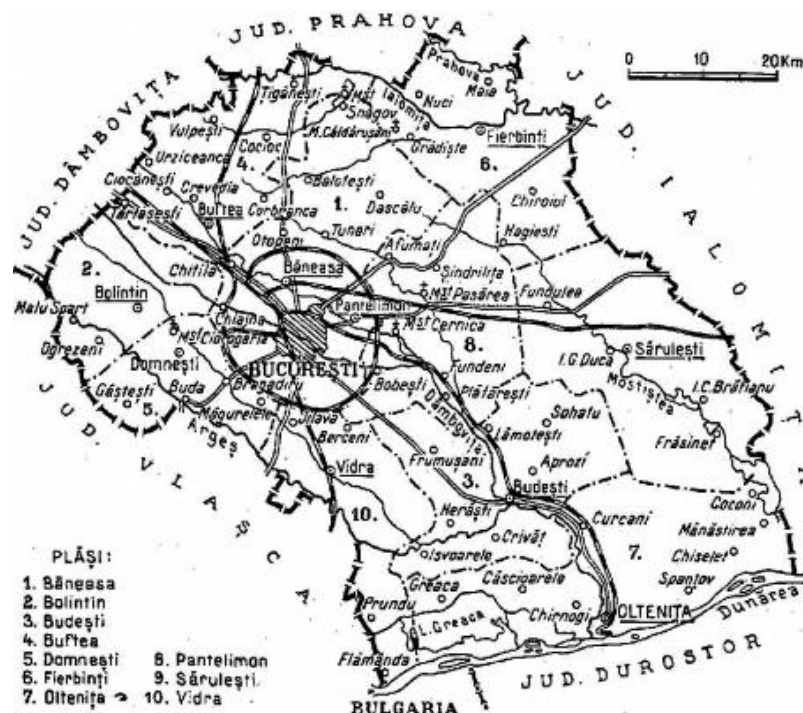 JUD. PRAHOVA
JUD. DÂMBOVIȚA
JUD. IALOMIȚA
JUD. VLAȘCA
JUD. DUROSTOR
BULGARIA
0 10 20 Km
Prahova
Maia
Nuci
Ialomița
Țigănești
Mst
Snagov
M. Căldărușani
Grădiște
Fierbinți
Vulpești
Cocioc
Urziceanca
4.
6.
Ciocănești
Crevedia
Balotești
1.
Dascălu
Chiroiul
Tărtășești
Buftea
Corbeanca
Otopeni
Tunari
Afumați
Hagiești
2.
Chitila
Băneasa
Sindrilița
Bolintin
Mst Pasărea
Fundulea
Malu Spart
Chiajna
Pantelimon
Mst Cernica
Ogrezeni
Mst Ciorogârla
8.
Domnești
BUCUREȘTI
Fundeni
I.G. Duca
Sărulești
Găștești
5
Buda
Bragadiru
Bobești
Plătărești
Mostiștea
I.C. Brătianu
Măgurelele
Jilava
Dâmbovița
Sohatu
Argeș
Berceni
Lămotești
Frăsinet
Vidra
Frumușani
Aprozi
3.
Budești
Coconi
10.
Herăști
Curcani
Mânăstirea
Crivăț
7.
Chiselet
Isvoarele
Greaca
Căscioarele
Spanțov
Prundu
Chirnogi
OLTENIȚA
Dunărea
L. Greaca
Flămânda
PLĂȘI:
1. Băneasa
2. Bolintin
3. Budești
4. Buftea
5. Domnești
6. Fierbinți
7. Oltenița
8. Pantelimon
9. Sărulești
10. Vidra